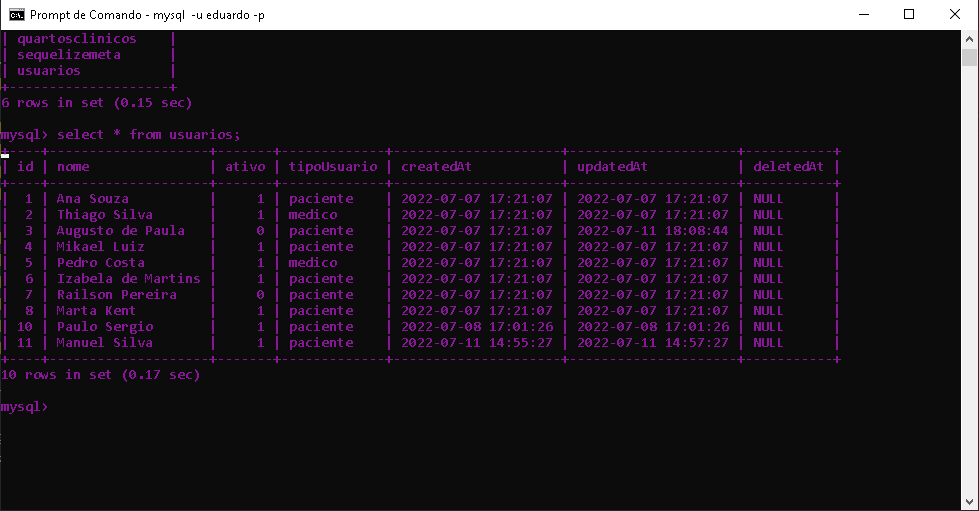 Prompt de Comando - mysql -u eduardo -p
| quartosclinicos    |
| sequelizemeta      |
| usuarios           |
+--------------------+
6 rows in set (0.15 sec)
mysql> select * from usuarios;
+----+--------------------+-------+-------------+---------------------+---------------------+-----------+
| id | nome               | ativo | tipoUsuario | createdAt           | updatedAt           | deletedAt |
+----+--------------------+-------+-------------+---------------------+---------------------+-----------+
|  1 | Ana Souza          |     1 | paciente    | 2022-07-07 17:21:07 | 2022-07-07 17:21:07 | NULL      |
|  2 | Thiago Silva       |     1 | medico      | 2022-07-07 17:21:07 | 2022-07-07 17:21:07 | NULL      |
|  3 | Augusto de Paula   |     0 | paciente    | 2022-07-07 17:21:07 | 2022-07-11 18:08:44 | NULL      |
|  4 | Mikael Luiz        |     1 | paciente    | 2022-07-07 17:21:07 | 2022-07-07 17:21:07 | NULL      |
|  5 | Pedro Costa        |     1 | medico      | 2022-07-07 17:21:07 | 2022-07-07 17:21:07 | NULL      |
|  6 | Izabela de Martins |     1 | paciente    | 2022-07-07 17:21:07 | 2022-07-07 17:21:07 | NULL      |
|  7 | Railson Pereira    |     0 | paciente    | 2022-07-07 17:21:07 | 2022-07-07 17:21:07 | NULL      |
|  8 | Marta Kent         |     1 | paciente    | 2022-07-07 17:21:07 | 2022-07-07 17:21:07 | NULL      |
| 10 | Paulo Sergio       |     1 | paciente    | 2022-07-08 17:01:26 | 2022-07-08 17:01:26 | NULL      |
| 11 | Manuel Silva       |     1 | paciente    | 2022-07-11 14:55:27 | 2022-07-11 14:57:27 | NULL      |
+----+--------------------+-------+-------------+---------------------+---------------------+-----------+
10 rows in set (0.17 sec)
mysql>